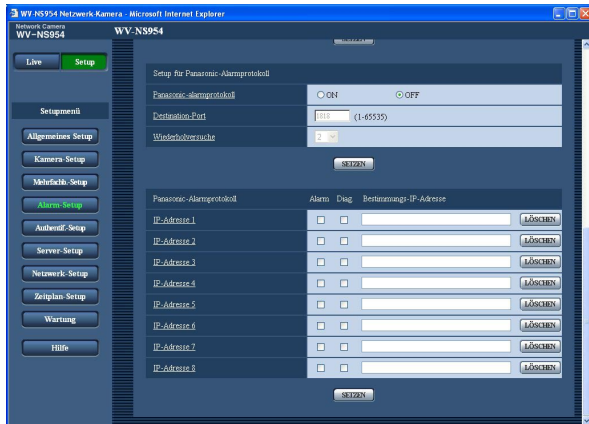 WV-NS954 Netzwerk-Kamera - Microsoft Internet Explorer
Network Camera
WV-NS954
WV-NS954
Live
Setup
SETZEN
Setup für Panasonic-Alarmprotokoll
Panasonic-alarmprotokoll ON OFF
Destination-Port 1818 (1-65535)
Wiederholversuche 2
SETZEN
Setupmenü
Allgemeines Setup
Kamera-Setup
Mehrfachb.-Setup
Alarm-Setup
Authentif.-Setup
Server-Setup
Netzwerk-Setup
Zeitplan-Setup
Wartung
Hilfe
Panasonic-Alarmprotokoll Alarm Diag. Bestimmungs-IP-Adresse
IP-Adresse 1 LÖSCHEN
IP-Adresse 2 LÖSCHEN
IP-Adresse 3 LÖSCHEN
IP-Adresse 4 LÖSCHEN
IP-Adresse 5 LÖSCHEN
IP-Adresse 6 LÖSCHEN
IP-Adresse 7 LÖSCHEN
IP-Adresse 8 LÖSCHEN
SETZEN